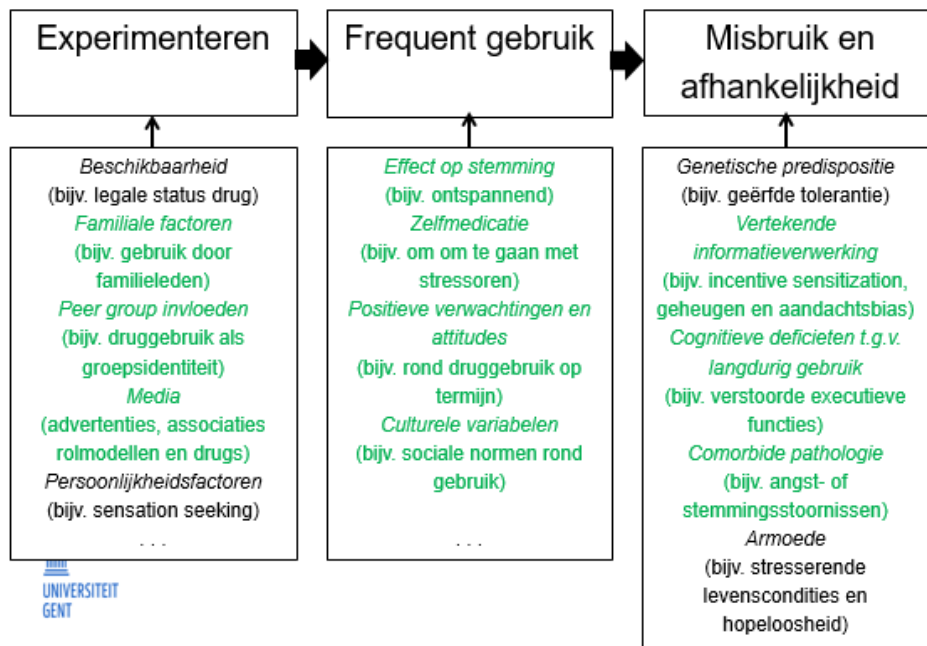 Experimenteren
Frequent gebruik
Misbruik en
afhankelijkheid
Beschikbaarheid
(bijv. legale status drug)
Familiale factoren
(bijv. gebruik door
familieleden)
Peer group invloeden
(bijv. druggebruik als
groepsidentiteit)
Media
(advertenties, associaties
rolmodellen en drugs)
Persoonlijkheidsfactoren
(bijv. sensation seeking)
. . .
Effect op stemming
(bijv. ontspannend)
Zelfmedicatie
(bijv. om om te gaan met
stressoren)
Positieve verwachtingen en
attitudes
(bijv. rond druggebruik op
termijn)
Culturele variabelen
(bijv. sociale normen rond
gebruik)
. . .
Genetische predispositie
(bijv. geërfde tolerantie)
Vertekende
informatieverwerking
(bijv. incentive sensitization,
geheugen en aandachtsbias)
Cognitieve deficieten t.g.v.
langdurig gebruik
(bijv. verstoorde executieve
functies)
Comorbide pathologie
(bijv. angst- of
stemmingsstoornissen)
Armoede
(bijv. stresserende
levenscondities en
hopeloosheid)
UNIVERSITEIT
GENT